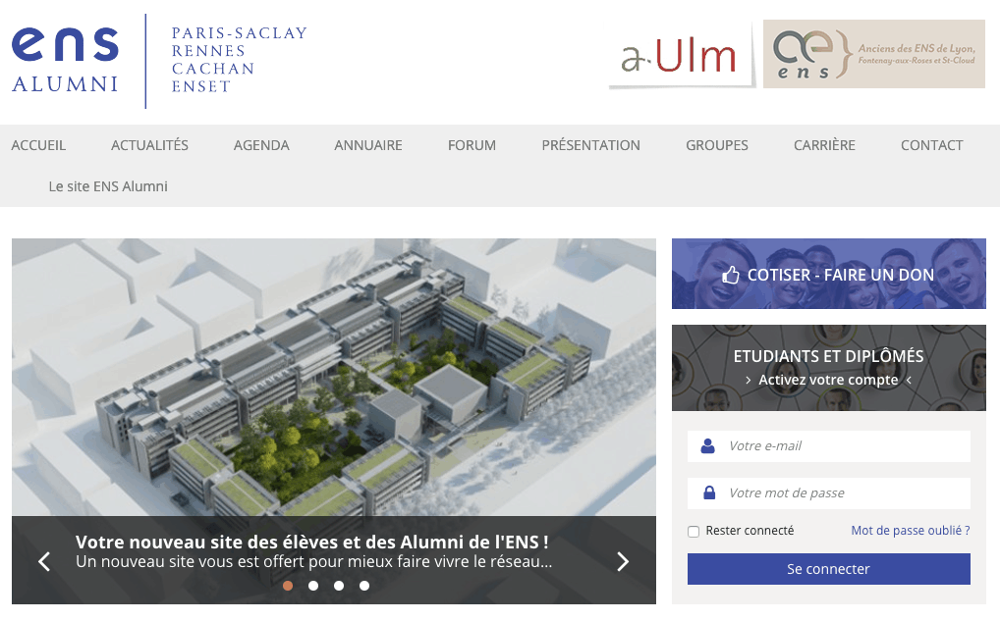 ens
ALUMNI
PARIS-SACLAY
RENNES
CACHAN
ENSET
a·Ulm
ens
Anciens des ENS de Lyon,
Fontenay-aux-Roses et St-Cloud
ACCUEIL ACTUALITÉS AGENDA ANNUAIRE FORUM PRÉSENTATION GROUPES CARRIÈRE CONTACT
Le site ENS Alumni
COTISER - FAIRE UN DON
ETUDIANTS ET DIPLÔMÉS
› Activez votre compte ‹
Votre e-mail
Votre mot de passe
Rester connecté Mot de passe oublié ?
Se connecter
Votre nouveau site des élèves et des Alumni de l'ENS !
Un nouveau site vous est offert pour mieux faire vivre le réseau...